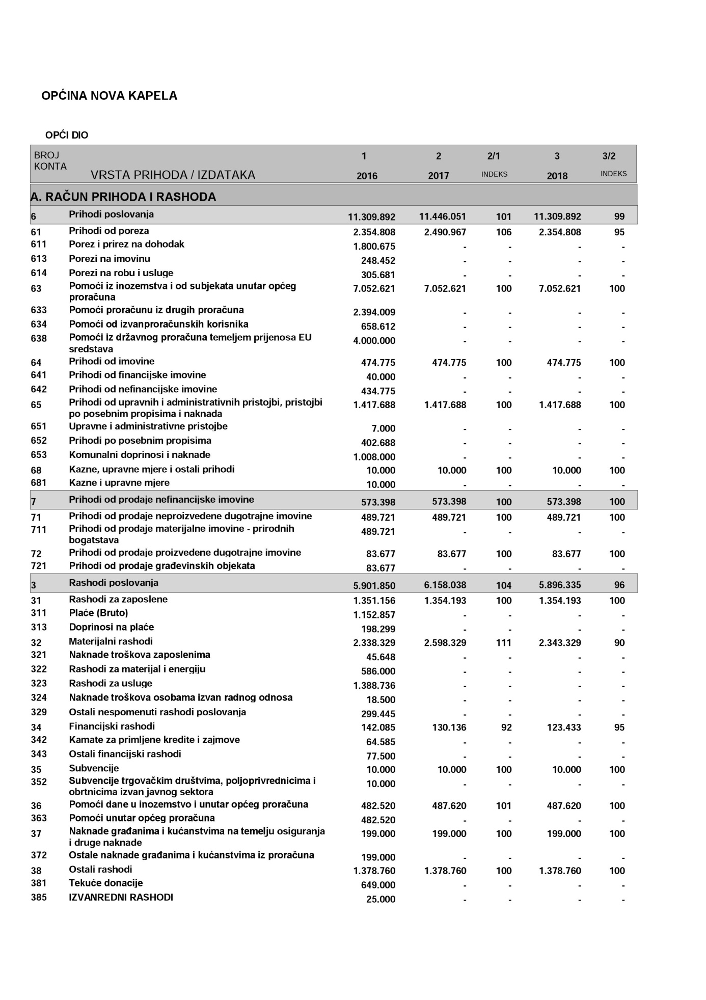 OPĆINA NOVA KAPELA
OPĆI DIO
BROJ 1 2 2/1 3 3/2
KONTA VRSTA PRIHODA / IZDATAKA 2016 2017 INDEKS 2018 INDEKS
A. RAČUN PRIHODA I RASHODA
6 Prihodi poslovanja 11.309.892 11.446.051 101 11.309.892 99
61 Prihodi od poreza 2.354.808 2.490.967 106 2.354.808 95
611 Porez i prirez na dohodak 1.800.675 - - - -
613 Porezi na imovinu 248.452 - - - -
614 Porezi na robu i usluge 305.681 - - - -
63 Pomoći iz inozemstva i od subjekata unutar općeg 7.052.621 7.052.621 100 7.052.621 100
proračuna
633 Pomoći proračunu iz drugih proračuna 2.394.009 - - - -
634 Pomoći od izvanproračunskih korisnika 658.612 - - - -
638 Pomoći iz državnog proračuna temeljem prijenosa EU 4.000.000 - - - -
sredstava
64 Prihodi od imovine 474.775 474.775 100 474.775 100
641 Prihodi od financijske imovine 40.000 - - - -
642 Prihodi od nefinancijske imovine 434.775 - - - -
65 Prihodi od upravnih i administrativnih pristojbi, pristojbi 1.417.688 1.417.688 100 1.417.688 100
po posebnim propisima i naknada
651 Upravne i administrativne pristojbe 7.000 - - - -
652 Prihodi po posebnim propisima 402.688 - - - -
653 Komunalni doprinosi i naknade 1.008.000 - - - -
68 Kazne, upravne mjere i ostali prihodi 10.000 10.000 100 10.000 100
681 Kazne i upravne mjere 10.000 - - - -
7 Prihodi od prodaje nefinancijske imovine 573.398 573.398 100 573.398 100
71 Prihodi od prodaje neproizvedene dugotrajne imovine 489.721 489.721 100 489.721 100
711 Prihodi od prodaje materijalne imovine - prirodnih 489.721 - - - -
bogatstava
72 Prihodi od prodaje proizvedene dugotrajne imovine 83.677 83.677 100 83.677 100
721 Prihodi od prodaje građevinskih objekata 83.677 - - - -
3 Rashodi poslovanja 5.901.850 6.158.038 104 5.896.335 96
31 Rashodi za zaposlene 1.351.156 1.354.193 100 1.354.193 100
311 Plaće (Bruto) 1.152.857 - - - -
313 Doprinosi na plaće 198.299 - - - -
32 Materijalni rashodi 2.338.329 2.598.329 111 2.343.329 90
321 Naknade troškova zaposlenima 45.648 - - - -
322 Rashodi za materijal i energiju 586.000 - - - -
323 Rashodi za usluge 1.388.736 - - - -
324 Naknade troškova osobama izvan radnog odnosa 18.500 - - - -
329 Ostali nespomenuti rashodi poslovanja 299.445 - - - -
34 Financijski rashodi 142.085 130.136 92 123.433 95
342 Kamate za primljene kredite i zajmove 64.585 - - - -
343 Ostali financijski rashodi 77.500 - - - -
35 Subvencije 10.000 10.000 100 10.000 100
352 Subvencije trgovačkim društvima, poljoprivrednicima i 10.000 - - - -
obrtnicima izvan javnog sektora
36 Pomoći dane u inozemstvo i unutar općeg proračuna 482.520 487.620 101 487.620 100
363 Pomoći unutar općeg proračuna 482.520 - - - -
37 Naknade građanima i kućanstvima na temelju osiguranja 199.000 199.000 100 199.000 100
i druge naknade
372 Ostale naknade građanima i kućanstvima iz proračuna 199.000 - - - -
38 Ostali rashodi 1.378.760 1.378.760 100 1.378.760 100
381 Tekuće donacije 649.000 - - - -
385 IZVANREDNI RASHODI 25.000 - - - -